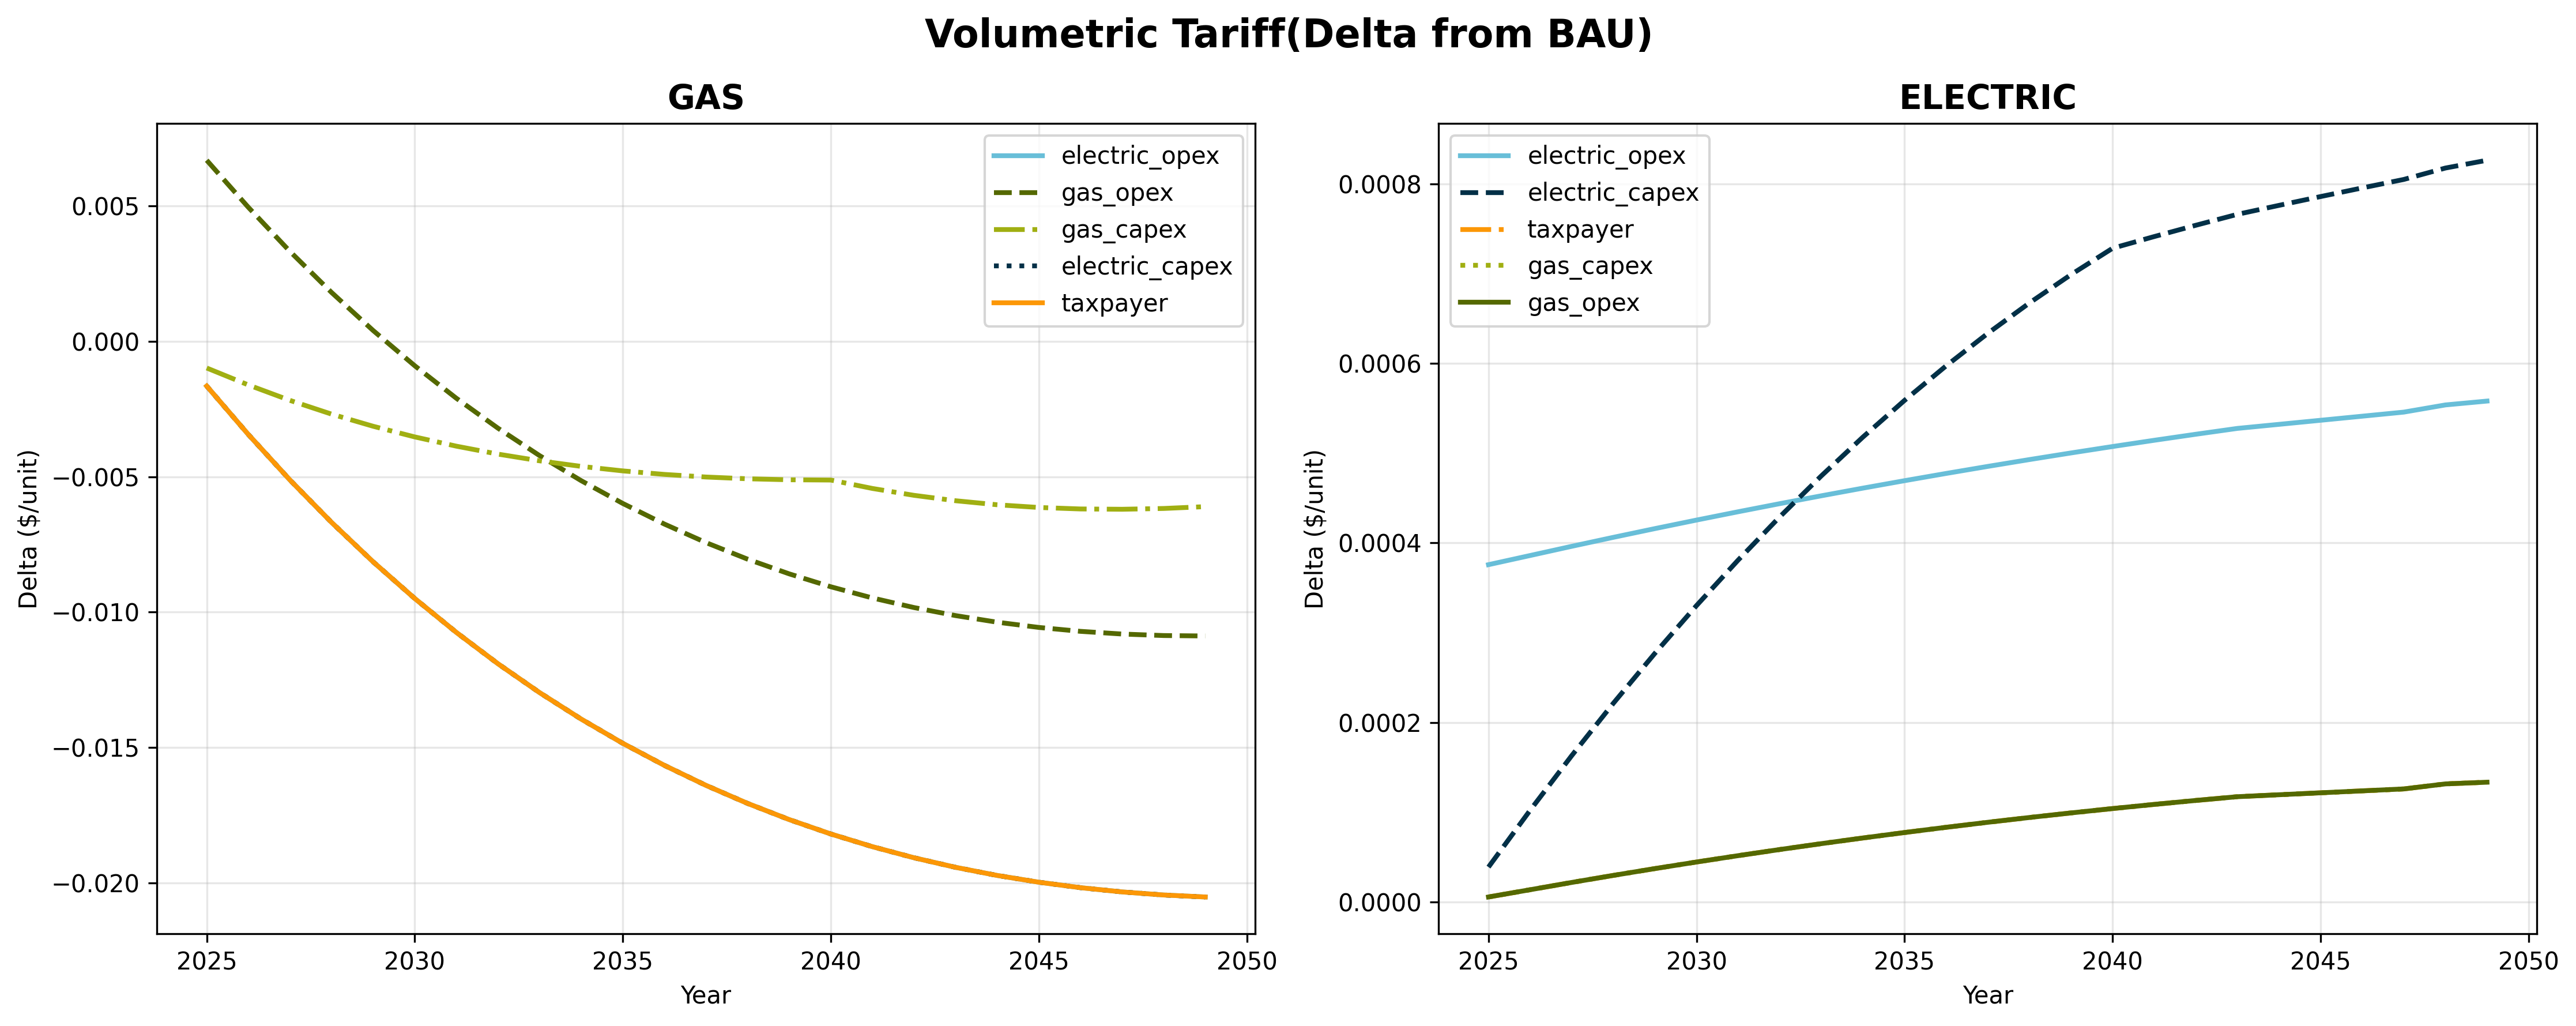 Volumetric Tariff(Delta from BAU)
GAS
electric_opex
gas_opex
gas_capex
electric_capex
taxpayer
0.005
0.000
−0.005
−0.010
−0.015
−0.020
Delta ($/unit)
2025 2030 2035 2040 2045 2050
Year
ELECTRIC
electric_opex
electric_capex
taxpayer
gas_capex
gas_opex
0.0008
0.0006
0.0004
0.0002
0.0000
Delta ($/unit)
2025 2030 2035 2040 2045 2050
Year